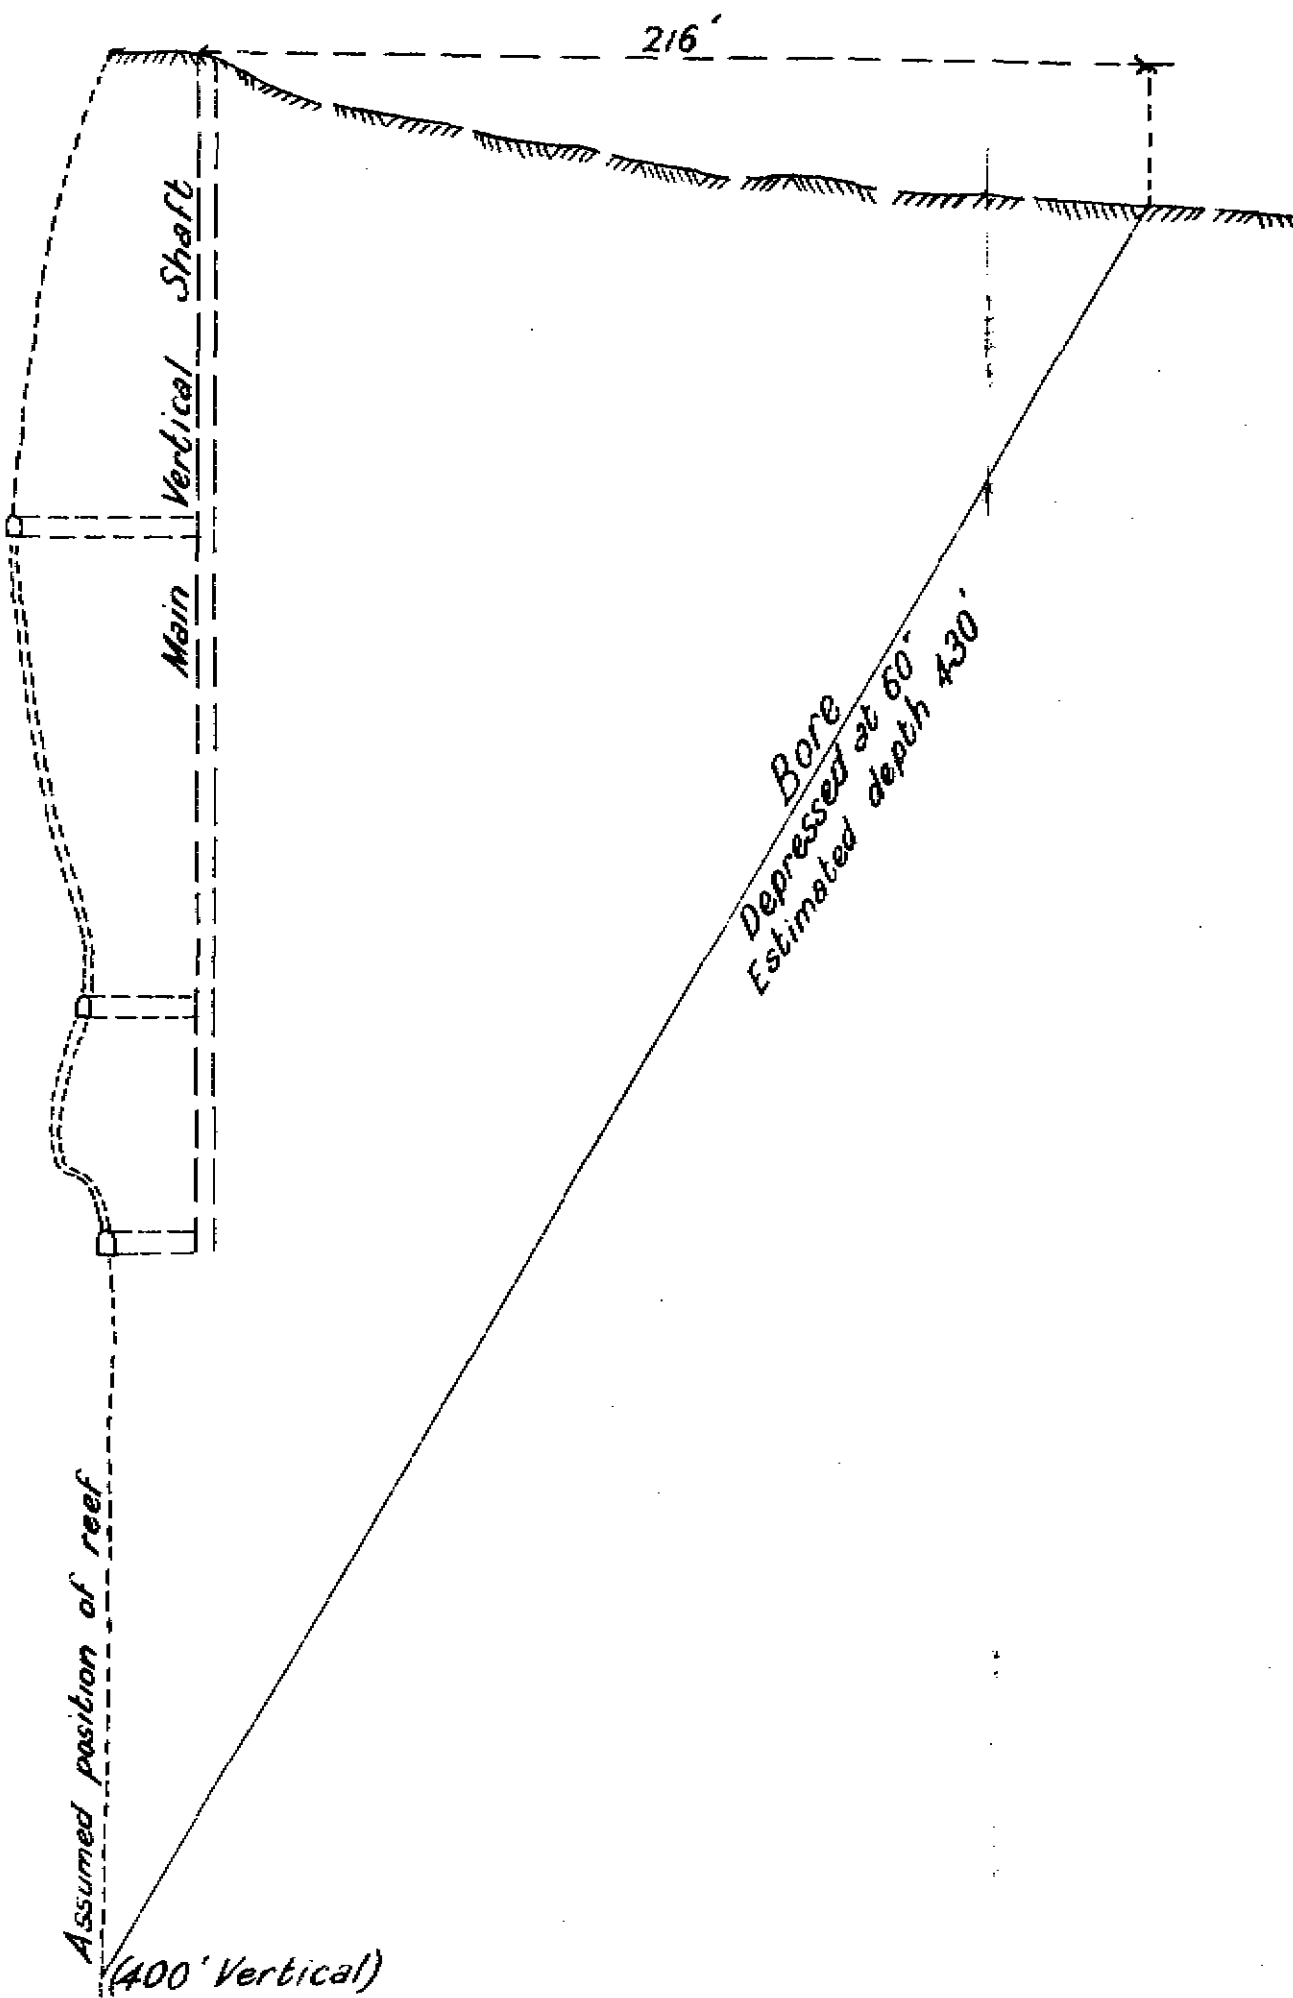 216'
Main Vertical Shaft
Bore
Depressed at 60°
Estimated depth 430'
Assumed position of reef
(400' Vertical)